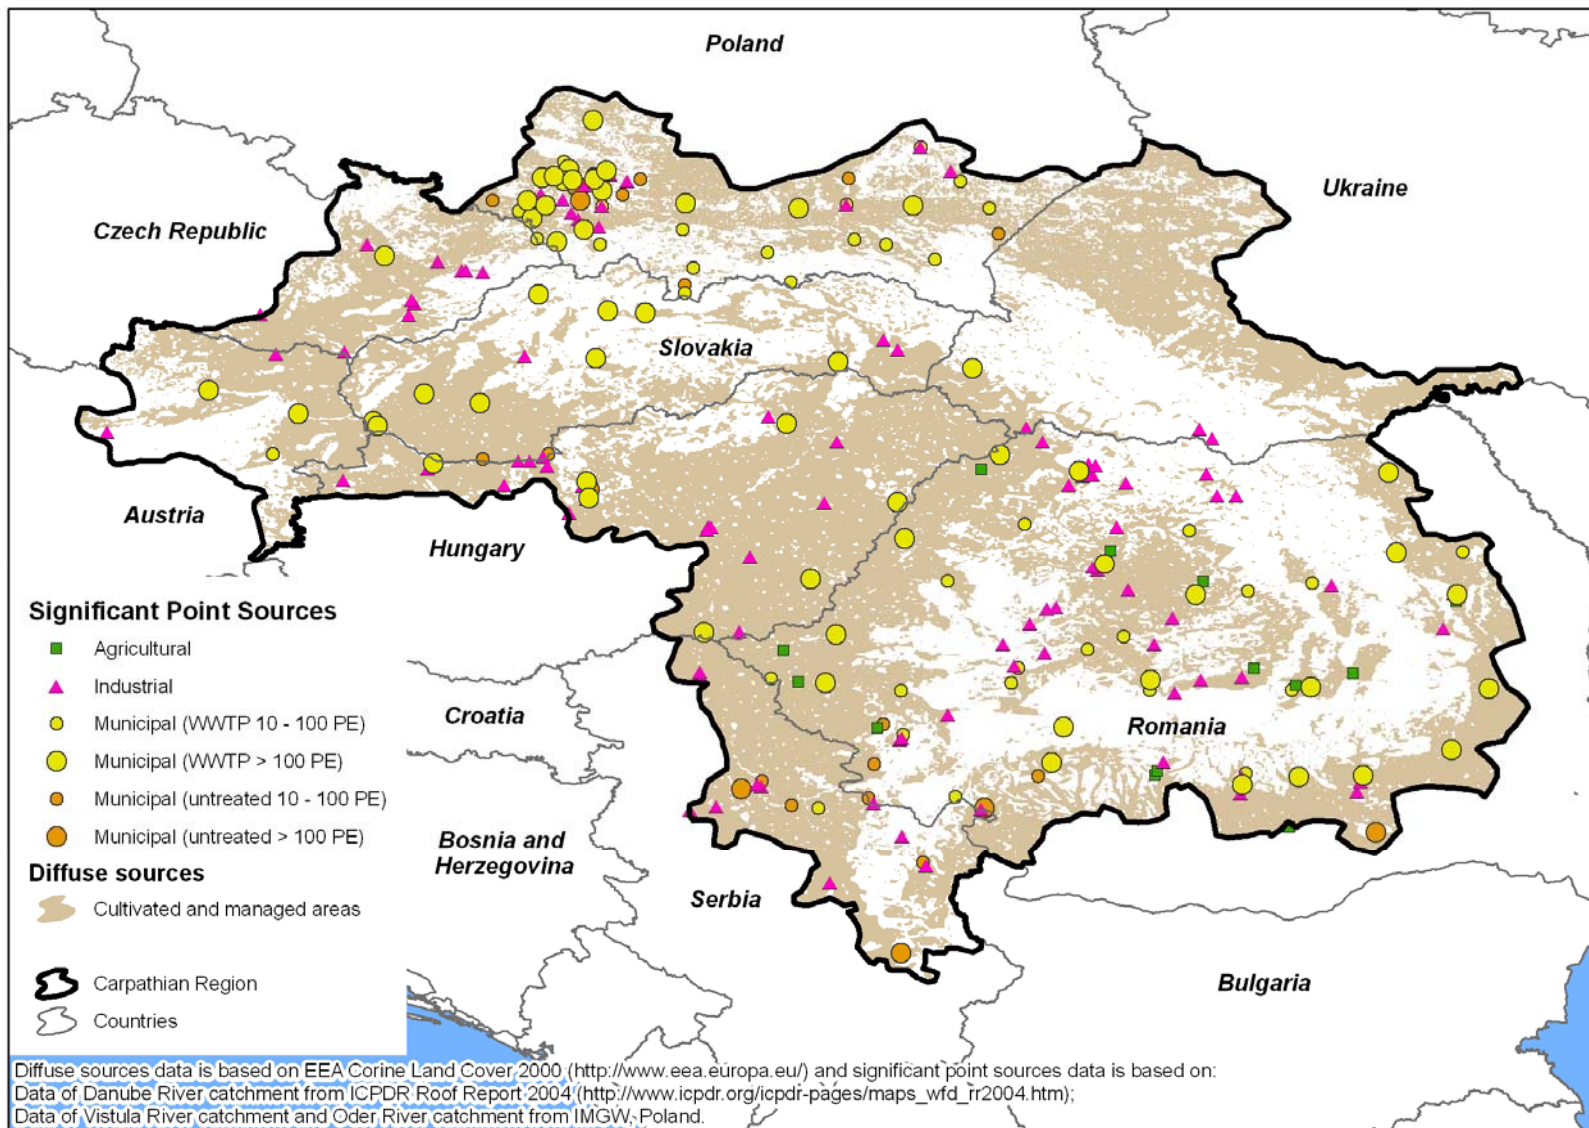 Poland
Ukraine
Czech Republic
Slovakia
Austria
Hungary
Significant Point Sources
Agricultural
Industrial
Croatia
Municipal (WWTP 10 - 100 PE)
Romania
Municipal (WWTP > 100 PE)
Municipal (untreated 10 - 100 PE)
Municipal (untreated > 100 PE)
Bosnia and
Herzegovina
Diffuse sources
Serbia
Cultivated and managed areas
Carpathian Region
Bulgaria
Countries
Diffuse sources data is based on EEA Corine Land Cover 2000 (http://www.eea.europa.eu/) and significant point sources data is based on:
Data of Danube River catchment from ICPDR Roof Report 2004 (http://www.icpdr.org/icpdr-pages/maps_wfd_rr2004.htm);
Data of Vistula River catchment and Oder River catchment from IMGW, Poland.